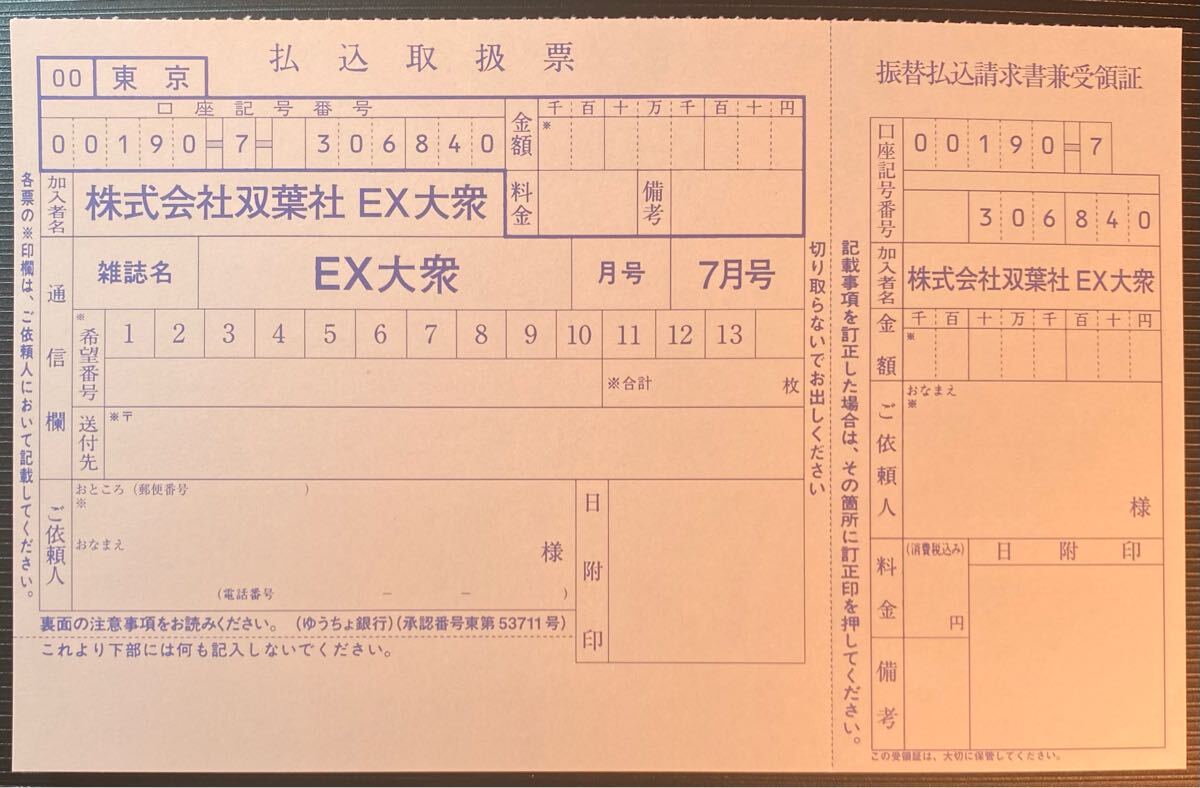 払込取扱票
00 東京
口座記号番号
00190=7= 306840
金額
千百十万千百十円
※
加入者名
株式会社双葉社 EX大衆
料金
備考
通信欄
雑誌名 EX大衆 月号 7月号
※
希望番号
1 2 3 4 5 6 7 8 9 10 11 12 13
※合計 枚
送付先
※〒
ご依頼人
おところ(郵便番号 )
※
おなまえ
様
(電話番号 － － )
日附印
裏面の注意事項をお読みください。(ゆうちょ銀行)(承認番号東第53711号)
これより下部には何も記入しないでください。
各票の※印欄は、ご依頼人において記載してください。
切り取らないでお出しください
記載事項を訂正した場合は、その箇所に訂正印を押してください。
振替払込請求書兼受領証
口座記号番号
00190=7
306840
加入者名
株式会社双葉社 EX大衆
金額
千百十万千百十円
※
ご依頼人
おなまえ
※
様
料金
(消費税込み)
円
日附印
備考
この受領証は、大切に保管してください。